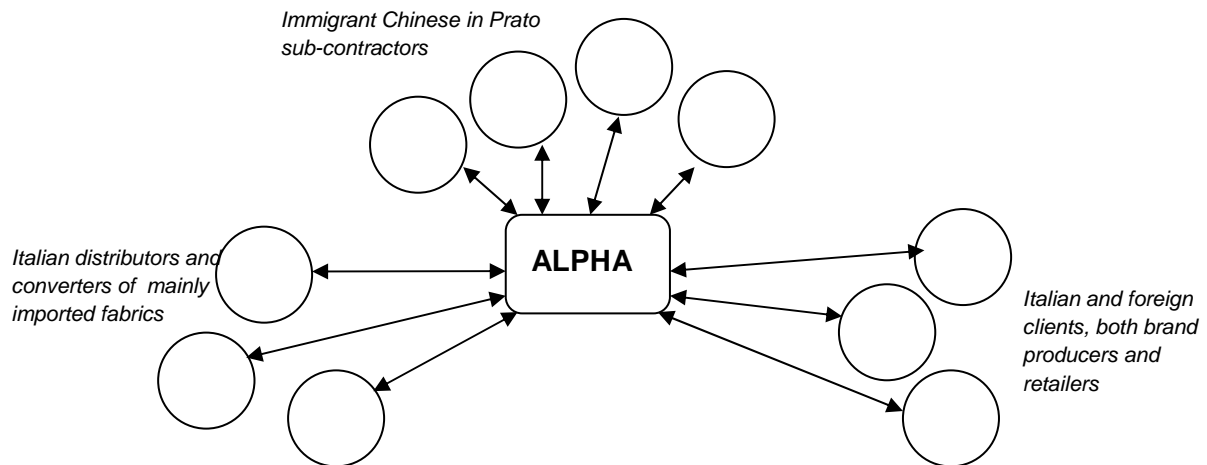 Immigrant Chinese in Prato
sub-contractors
ALPHA
Italian distributors and
converters of mainly
imported fabrics
Italian and foreign
clients, both brand
producers and
retailers